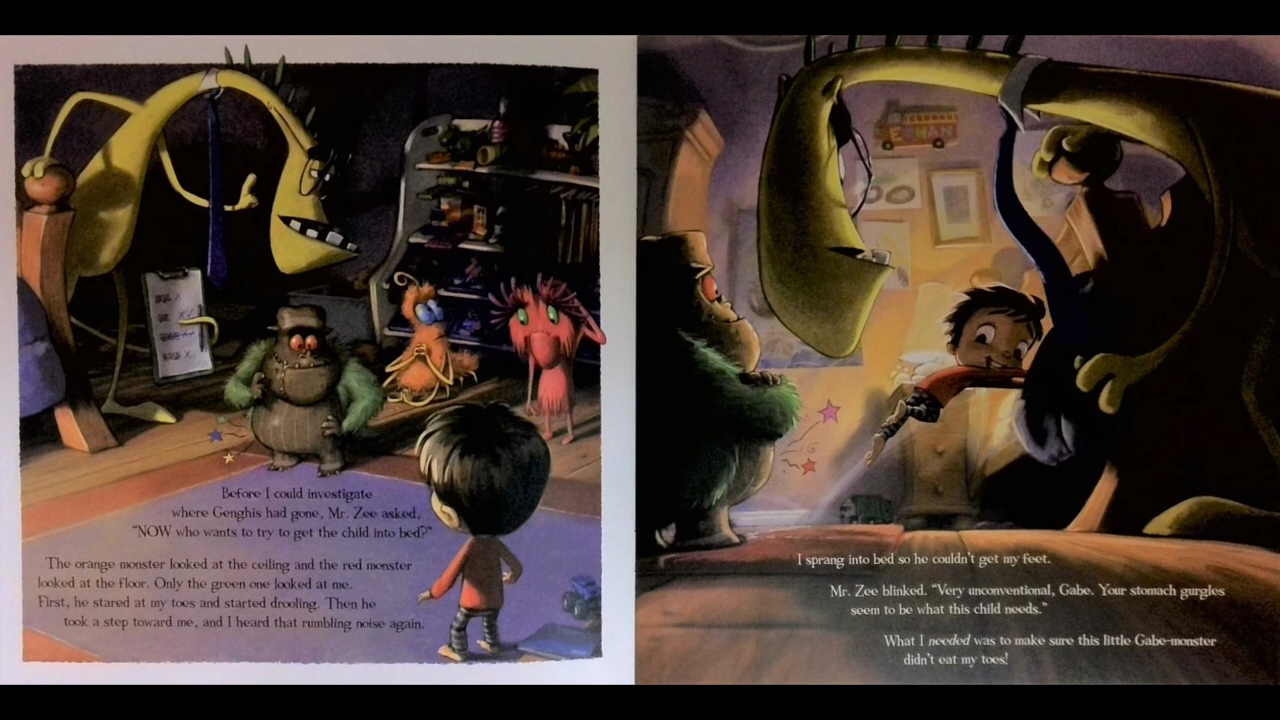 Before I could investigate
where Genghis had gone, Mr. Zee asked,
"NOW who wants to try to get the child into bed?"
The orange monster looked at the ceiling and the red monster
looked at the floor. Only the green one looked at me.
First, he stared at my toes and started drooling. Then he
took a step toward me, and I heard that rumbling noise again.
ETHAN
I sprang into bed so he couldn't get my feet.
Mr. Zee blinked. "Very unconventional, Gabe. Your stomach gurgles
seem to be what this child needs."
What I needed was to make sure this little Gabe-monster
didn't eat my toes!